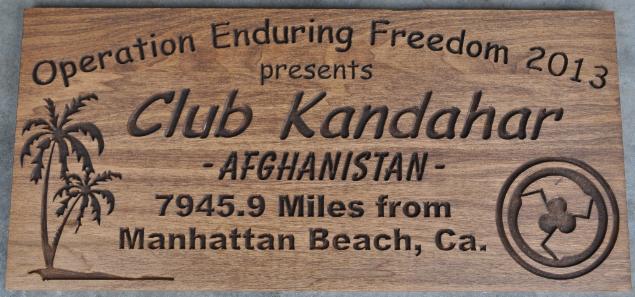 Operation Enduring Freedom 2013
presents
Club Kandahar
- AFGHANISTAN -
7945.9 Miles from
Manhattan Beach, Ca.